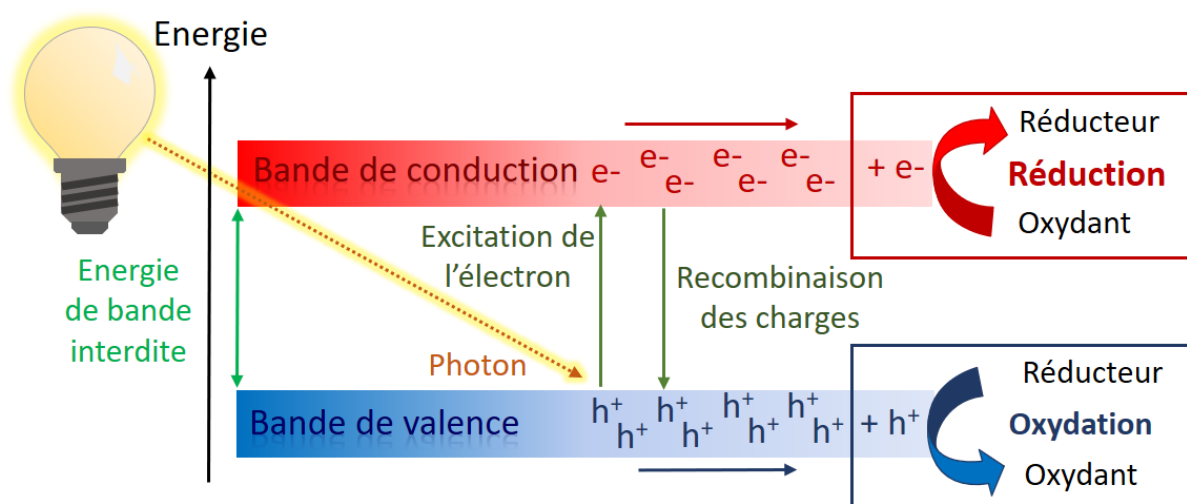 Energie
Bande de conduction
e- e- e- e- e- e- e- + e-
Réducteur
Réduction
Oxydant
Energie
de bande
interdite
Excitation de
l'électron
Recombinaison
des charges
Photon
Bande de valence
h+ h+ h+ h+ h+ h+ h+ h+ + h+
Réducteur
Oxydation
Oxydant